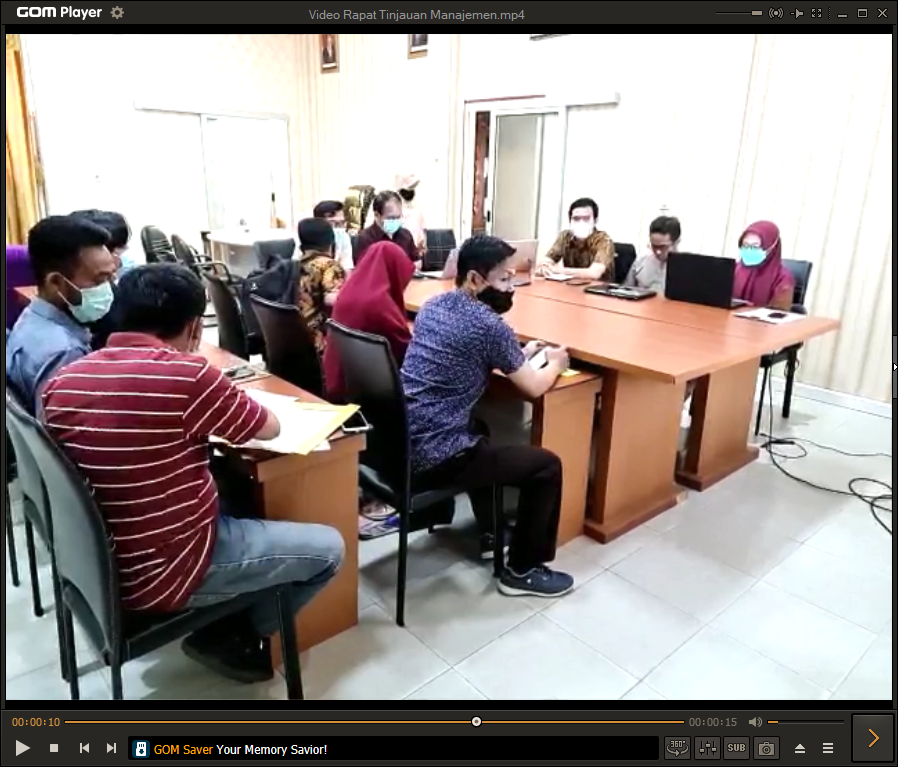 GOM Player
Video Rapat Tinjauan Manajemen.mp4
00:00:10
00:00:15
GOM Saver Your Memory Savior!
360°
SUB